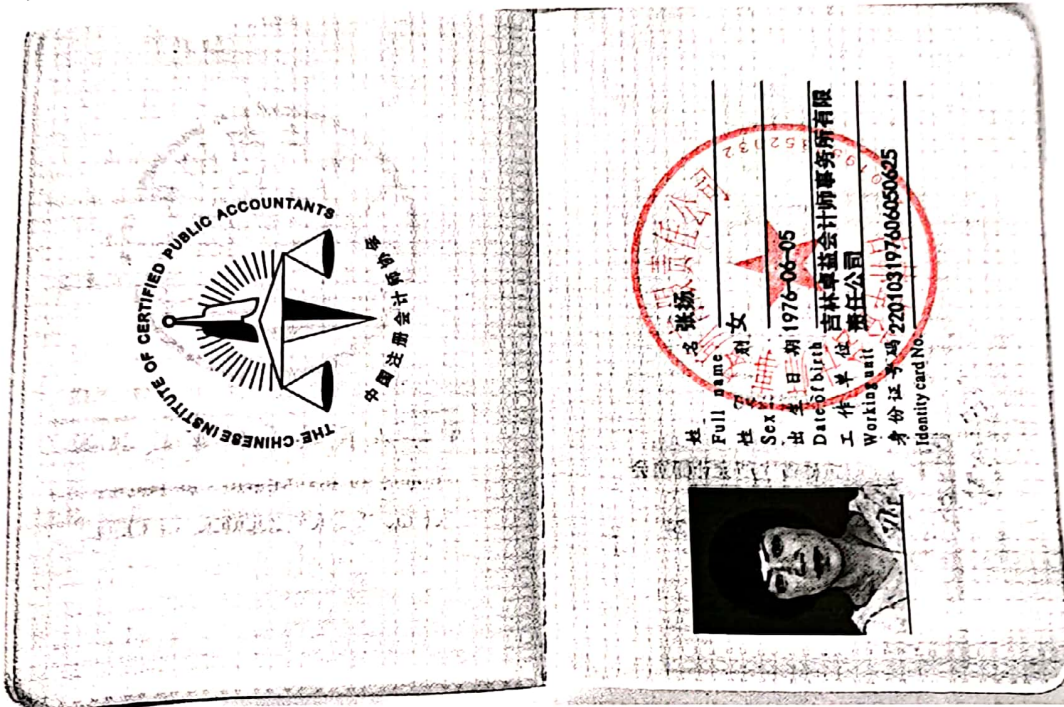 THE CHINESE INSTITUTE OF CERTIFIED PUBLIC ACCOUNTANTS
中国注册会计师协会
姓 名 张扬
Full name
性 别 女
Sex
出生日期 1976-06-05
Date of birth
工作单位 吉林卓益会计师事务所有限
Working unit 责任公司
身份证号码 220103197606050625
Identity card No.